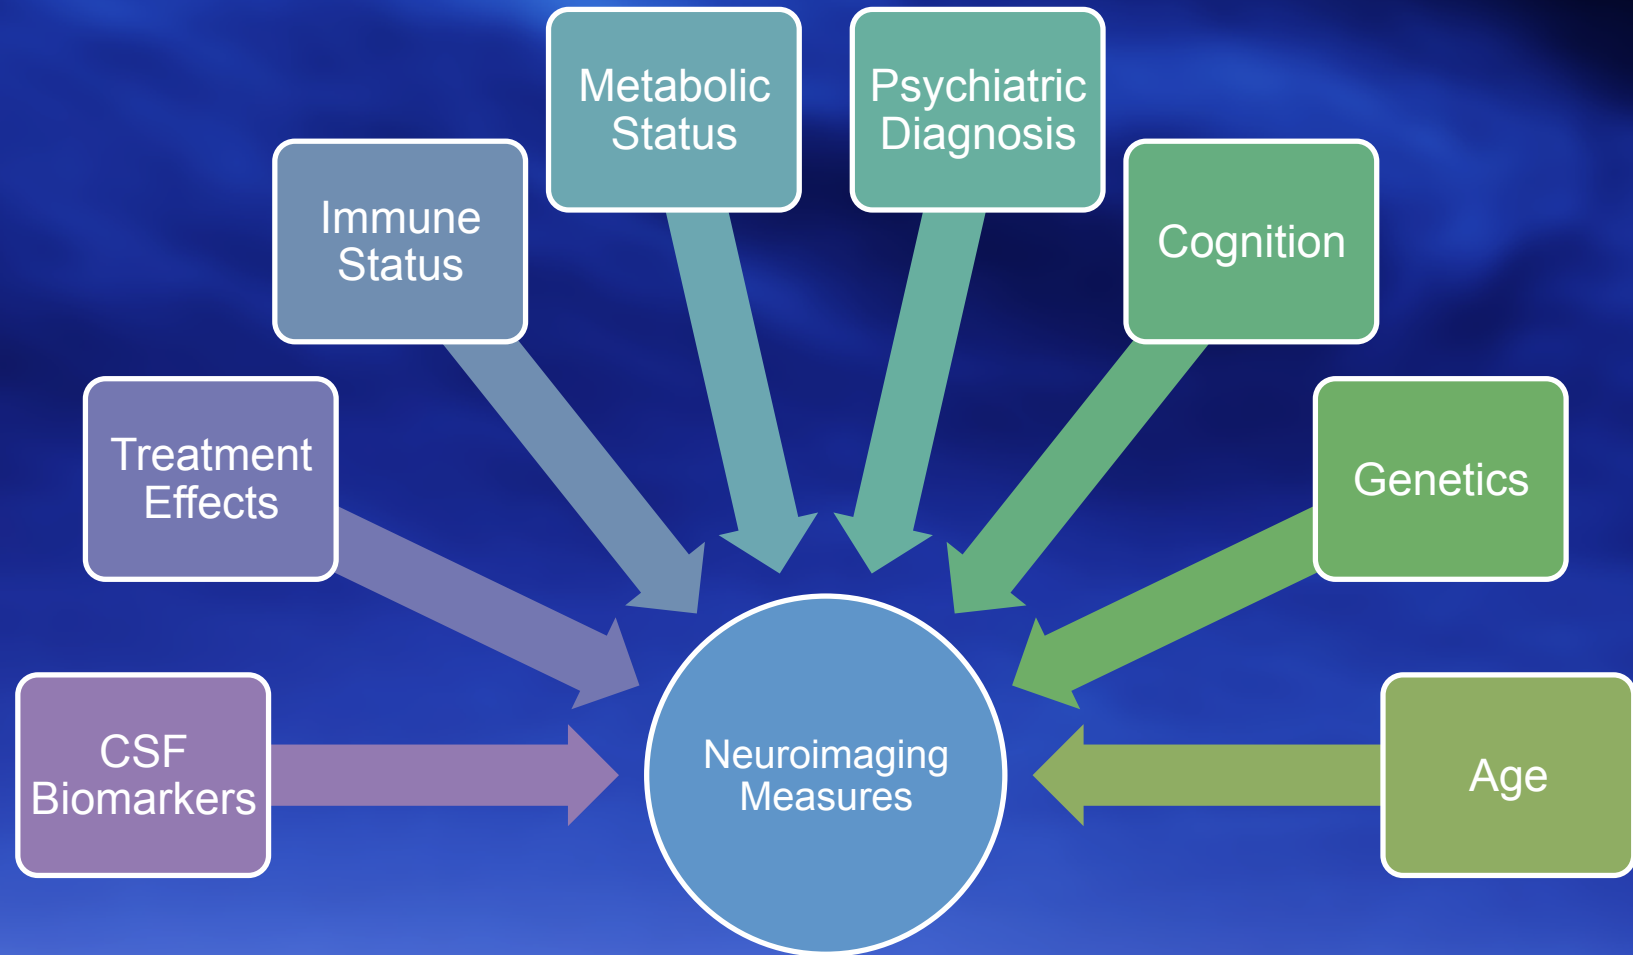 Metabolic
Status
Psychiatric
Diagnosis
Immune
Status
Cognition
Treatment
Effects
Genetics
CSF
Biomarkers
Neuroimaging
Measures
Age